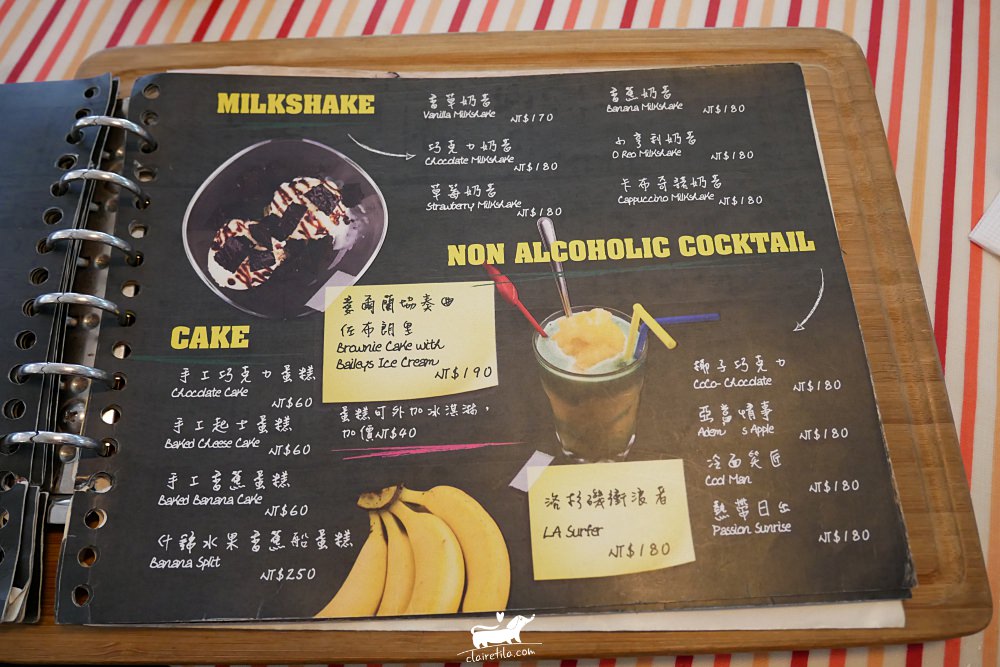 MILKSHAKE
香草奶昔
Vanilla Milkshake NT$170
巧克力奶昔
Chocolate Milkshake NT$180
草莓奶昔
Strawberry Milkshake NT$180
香蕉奶昔
Banana Milkshake NT$180
O Reo Milkshake NT$180
卡布奇諾奶昔
Cappuccino Milkshake NT$180
NON ALCOHOLIC COCKTAIL
椰子巧克力
CoCo-Chocolate NT$180
亞當情事
Adem s Apple NT$180
冷面笑匠
Cool Man NT$180
熱帶日出
Passion Sunrise NT$180
洛杉磯衝浪者
LA Surfer
NT$180
愛爾蘭協奏曲
佐布朗里
Brownie Cake with
Baileys Ice Cream
NT$190
蛋糕可外加冰淇淋,
加價NT$40
CAKE
手工巧克力蛋糕
Chocolate Cake NT$60
手工起士蛋糕
Baked Cheese Cake NT$60
手工香蕉蛋糕
Baked Banana Cake
NT$60
什錦水果香蕉船蛋糕
Banana Split
NT$250
clairetila.com